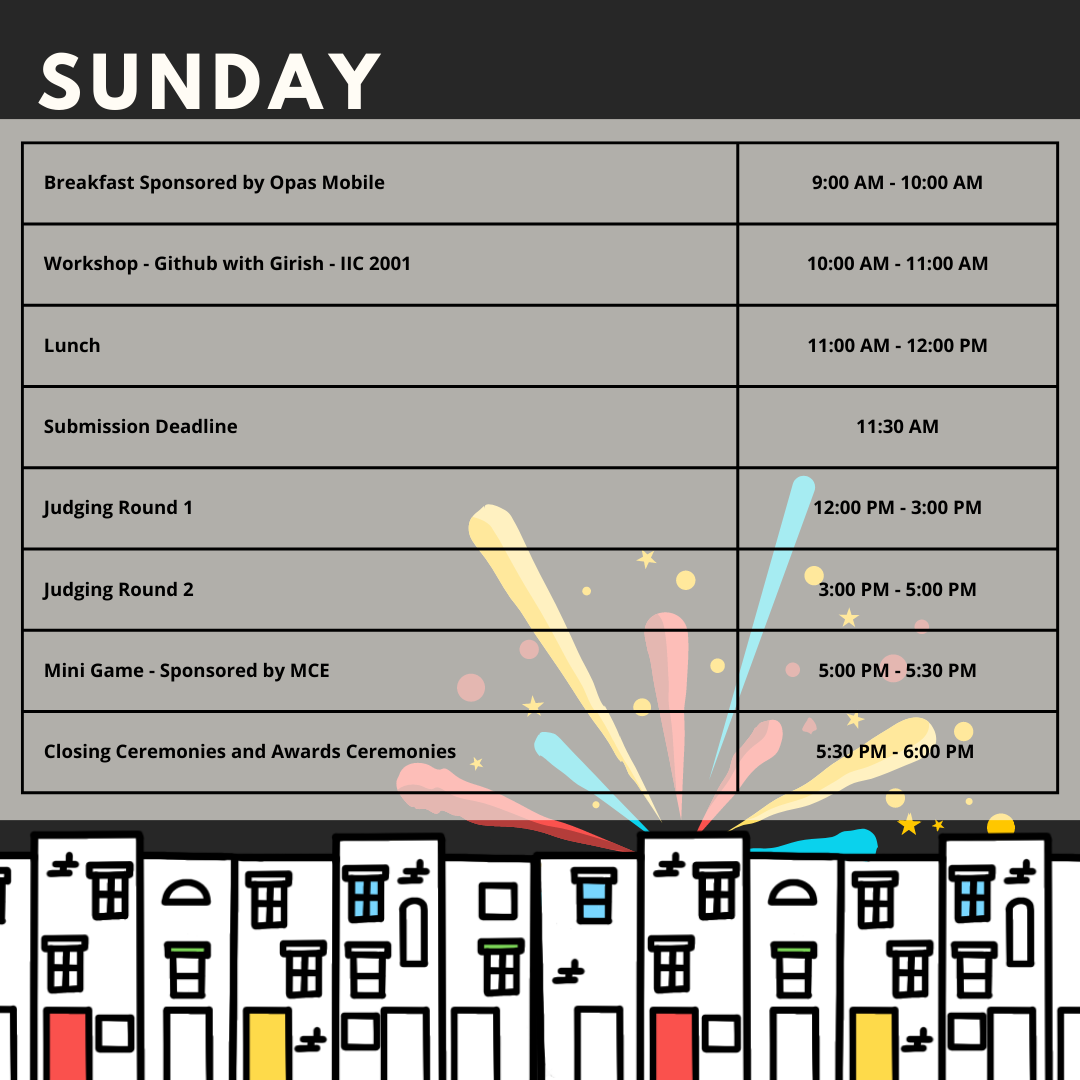 SUNDAY
Breakfast Sponsored by Opas Mobile 9:00 AM - 10:00 AM
Workshop - Github with Girish - IIC 2001 10:00 AM - 11:00 AM
Lunch 11:00 AM - 12:00 PM
Submission Deadline 11:30 AM
Judging Round 1 12:00 PM - 3:00 PM
Judging Round 2 3:00 PM - 5:00 PM
Mini Game - Sponsored by MCE 5:00 PM - 5:30 PM
Closing Ceremonies and Awards Ceremonies 5:30 PM - 6:00 PM